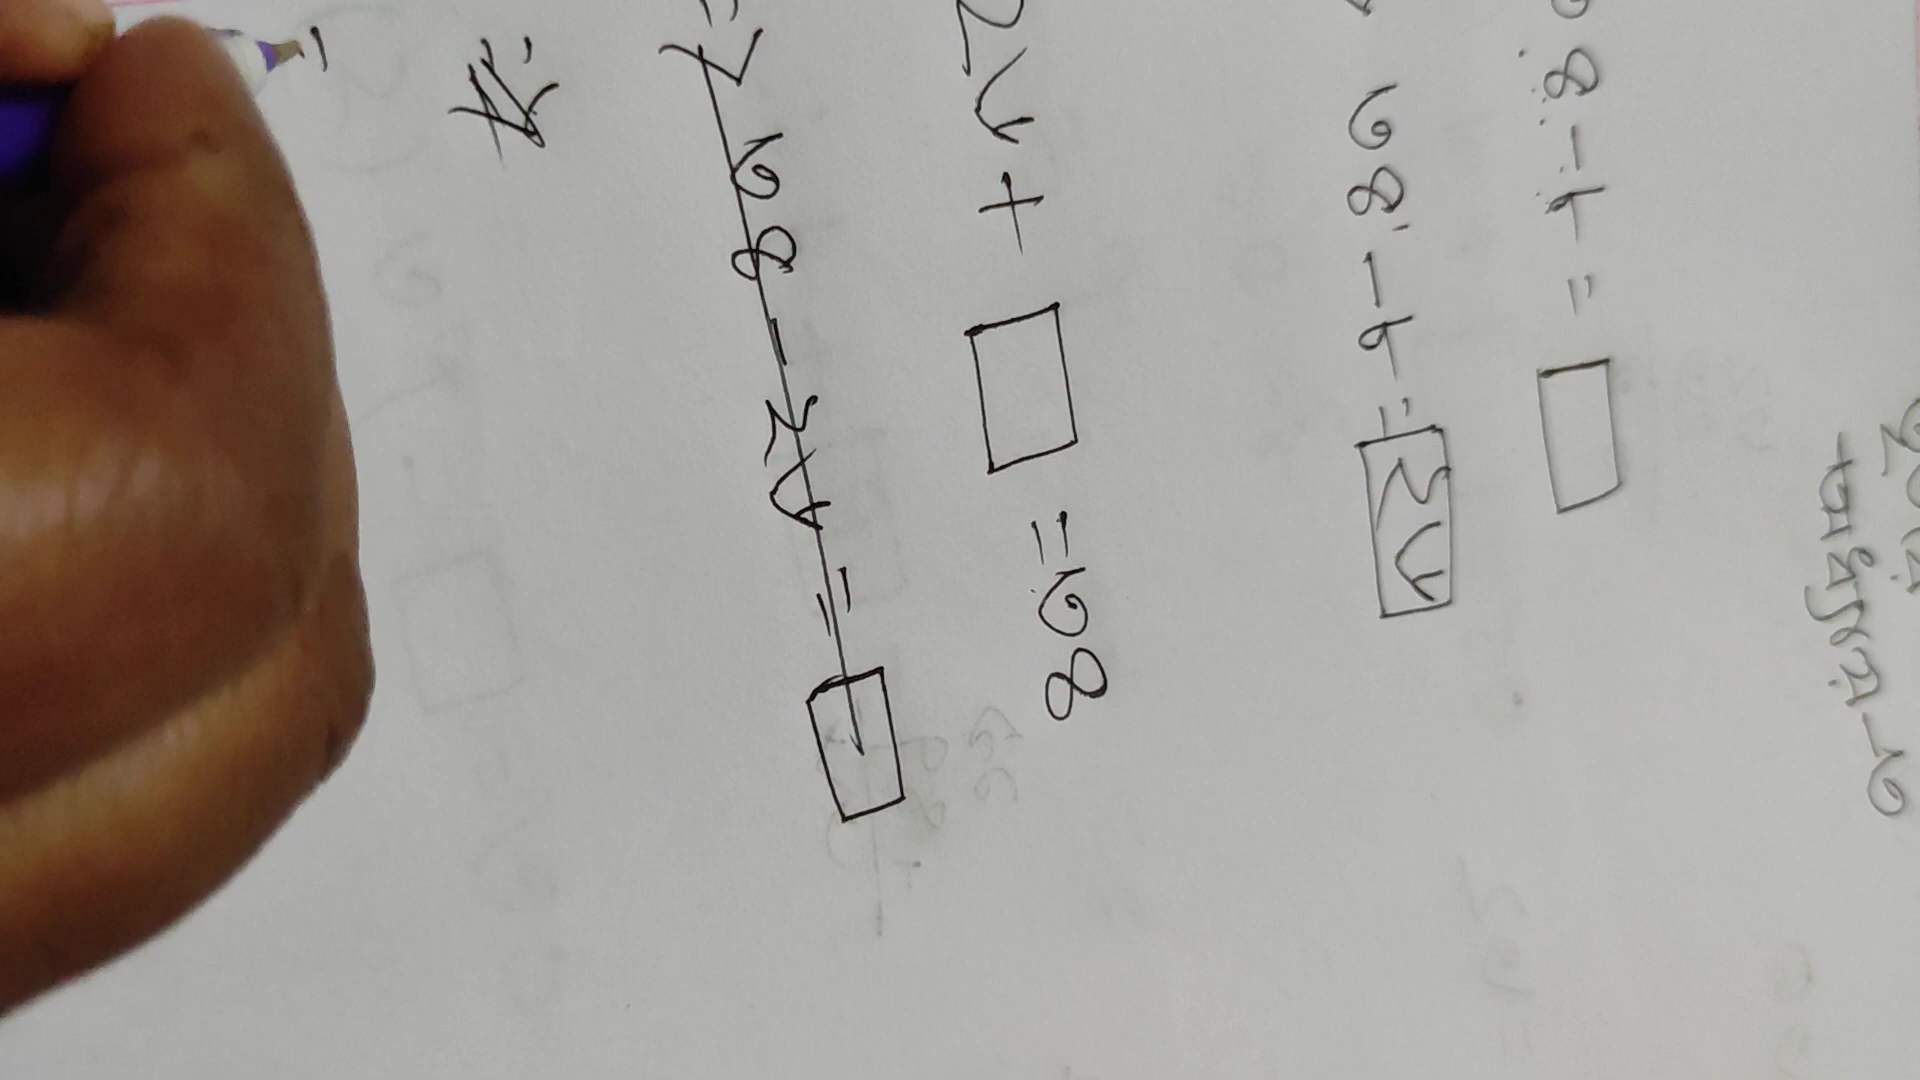 ৩৪-৮ = □
৩৪-৮ = ২৬
২৬ + □ = ৩৪
=> ৩৪ - ২৬ = □